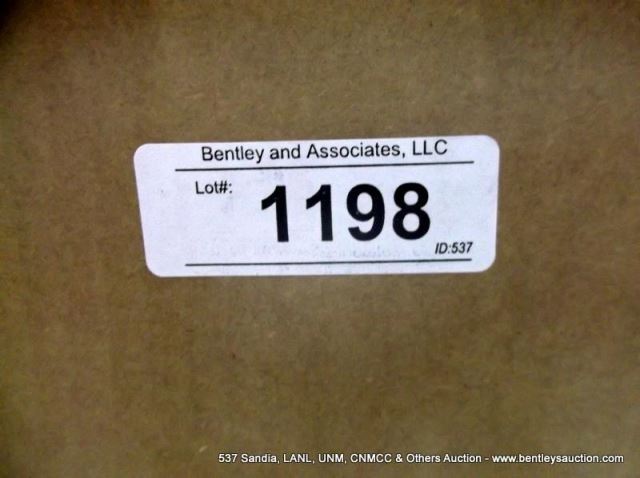 Bentley and Associates, LLC
Lot#:
1198
ID:537
537 Sandia, LANL, UNM, CNMCC & Others Auction - www.bentleysauction.com